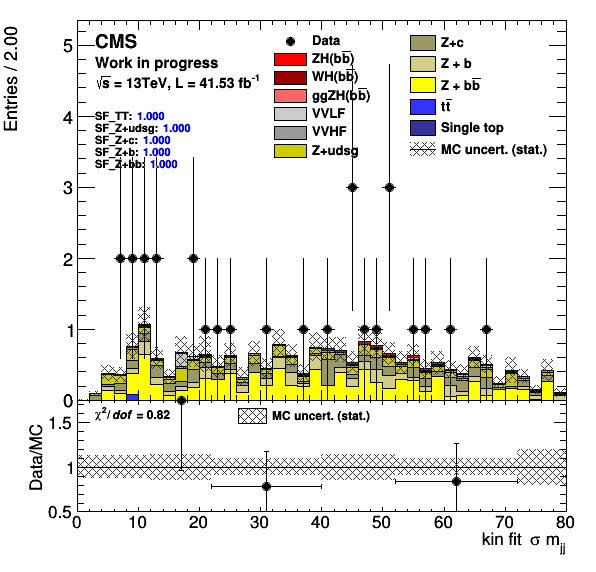 Entries / 2.00
CMS
Work in progress
√s = 13TeV, L = 41.53 fb⁻¹
SF_TT: 1.000
SF_Z+udsg: 1.000
SF_Z+c: 1.000
SF_Z+b: 1.000
SF_Z+bb: 1.000
Data
ZH(bb̅)
WH(bb̅)
ggZH(bb̅)
VVLF
VVHF
Z+udsg
Z+c
Z + b
Z + bb̅
tt̅
Single top
MC uncert. (stat.)
5
4
3
2
1
0
χ²/ dof = 0.82
MC uncert. (stat.)
Data/MC
1.5
1
0.5
0 10 20 30 40 50 60 70 80
kin fit σ mjj